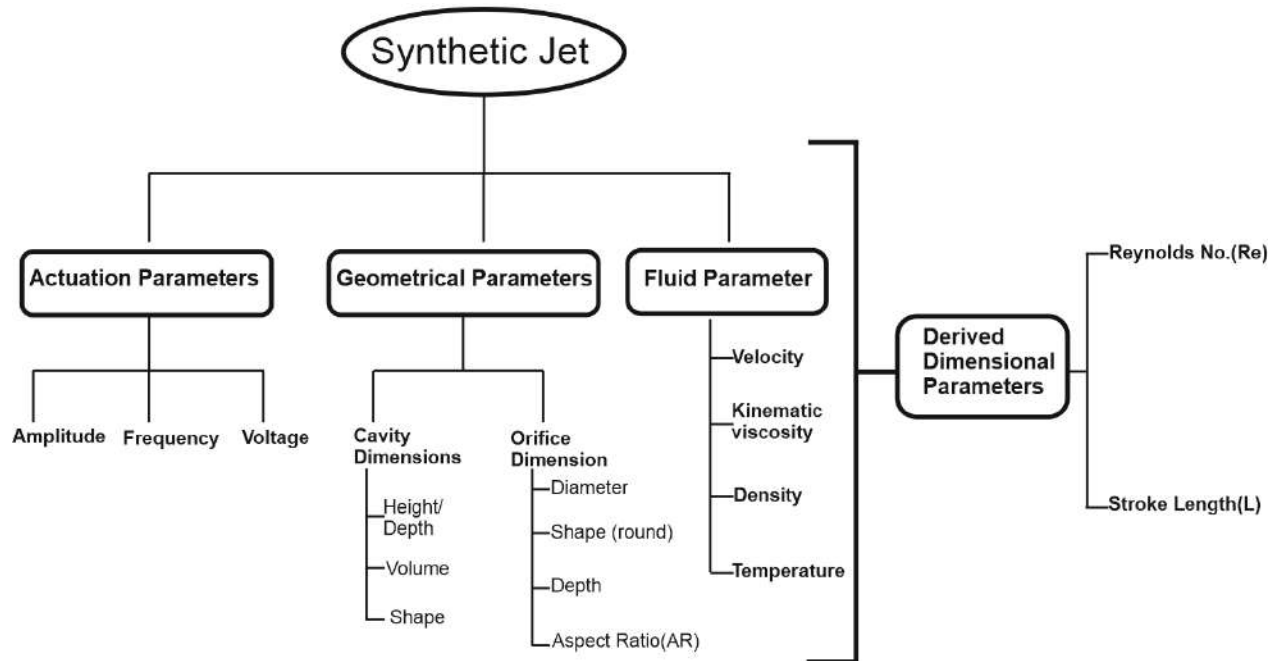 Synthetic Jet
Actuation Parameters
Geometrical Parameters
Fluid Parameter
Amplitude
Frequency
Voltage
Cavity
Dimensions
Height/
Depth
Volume
Shape
Orifice
Dimension
Diameter
Shape (round)
Depth
Aspect Ratio(AR)
Velocity
Kinematic
viscosity
Density
Temperature
Derived
Dimensional
Parameters
Reynolds No.(Re)
Stroke Length(L)